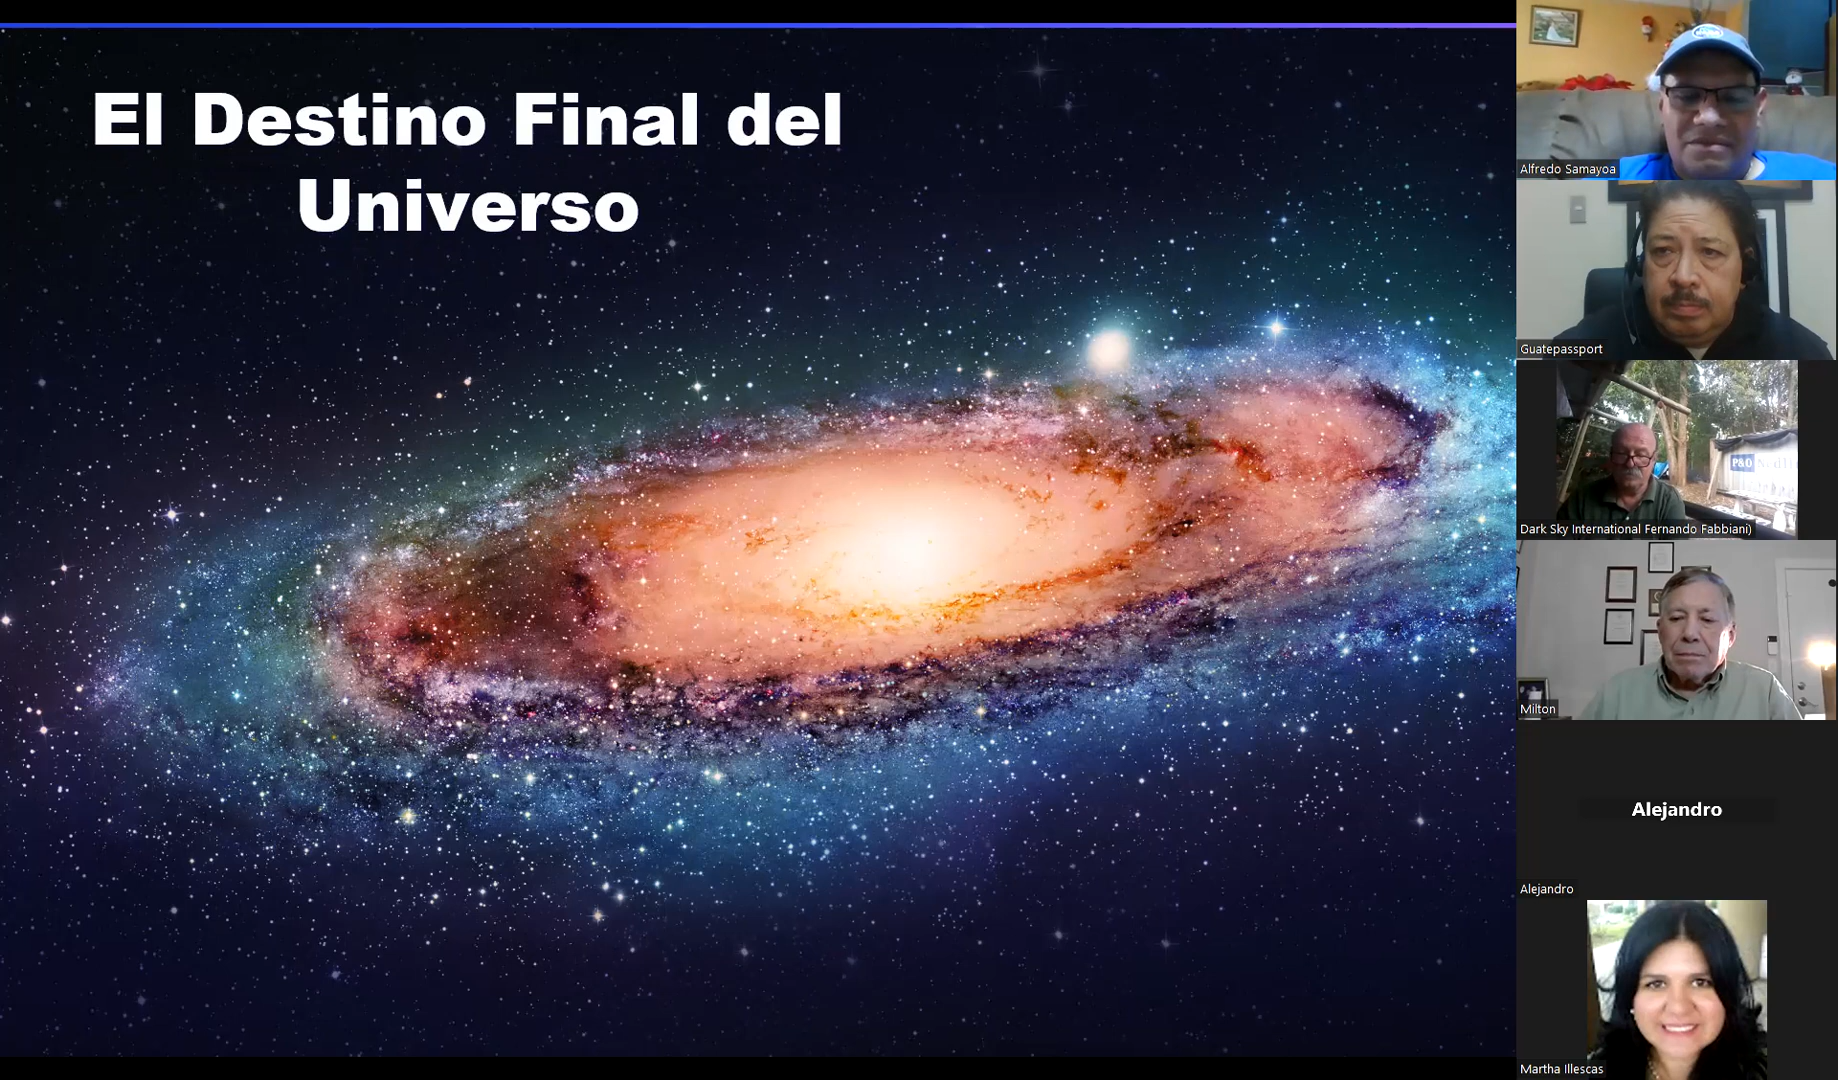 El Destino Final del
Universo
Alfredo Samayoa
Guatepassport
P&O
Dark Sky International Fernando Fabbiani)
Milton
Alejandro
Alejandro
Martha Illescas